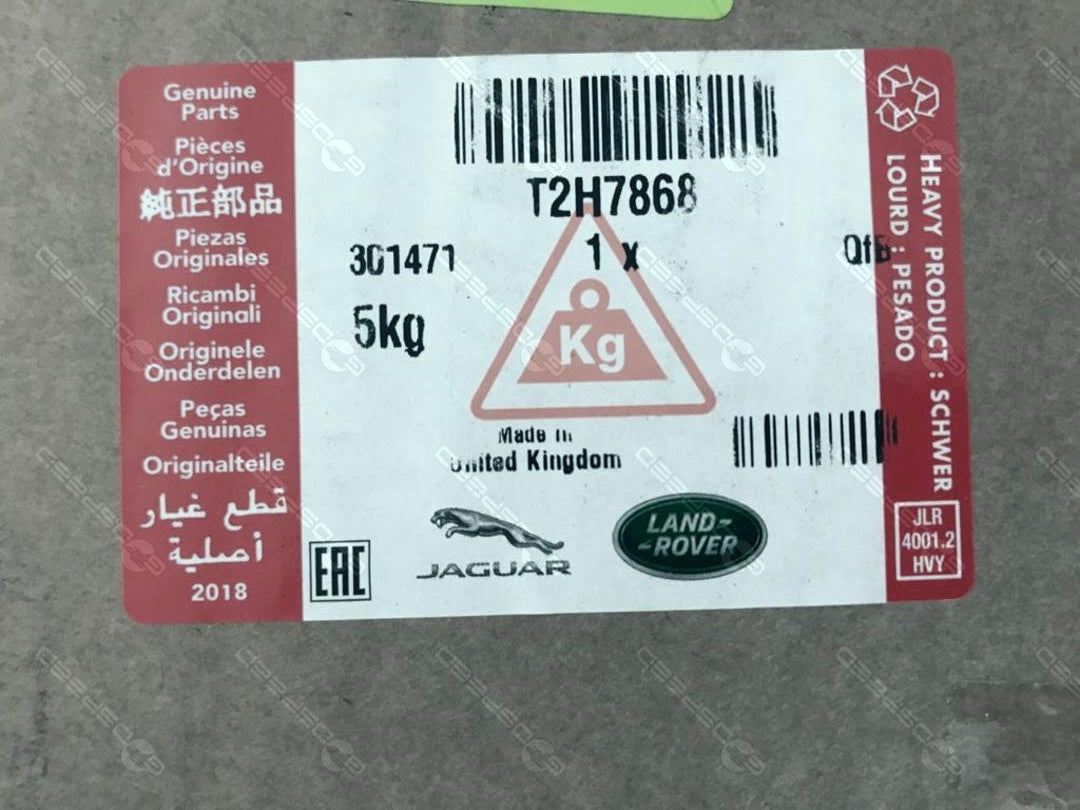 Genuine
Parts
Pièces
d'Origine
純正部品
Piezas
Originales
Ricambi
Originali
Originele
Onderdelen
Peças
Genuinas
Originalteile
قطع غيار
أصلية
2018
T2H7868
301471
1 x
5kg
Kg
Made in
United Kingdom
EAC
JAGUAR
LAND-
-ROVER
HEAVY PRODUCT : SCHWER
LOURD : PESADO
JLR
4001.2
HVY